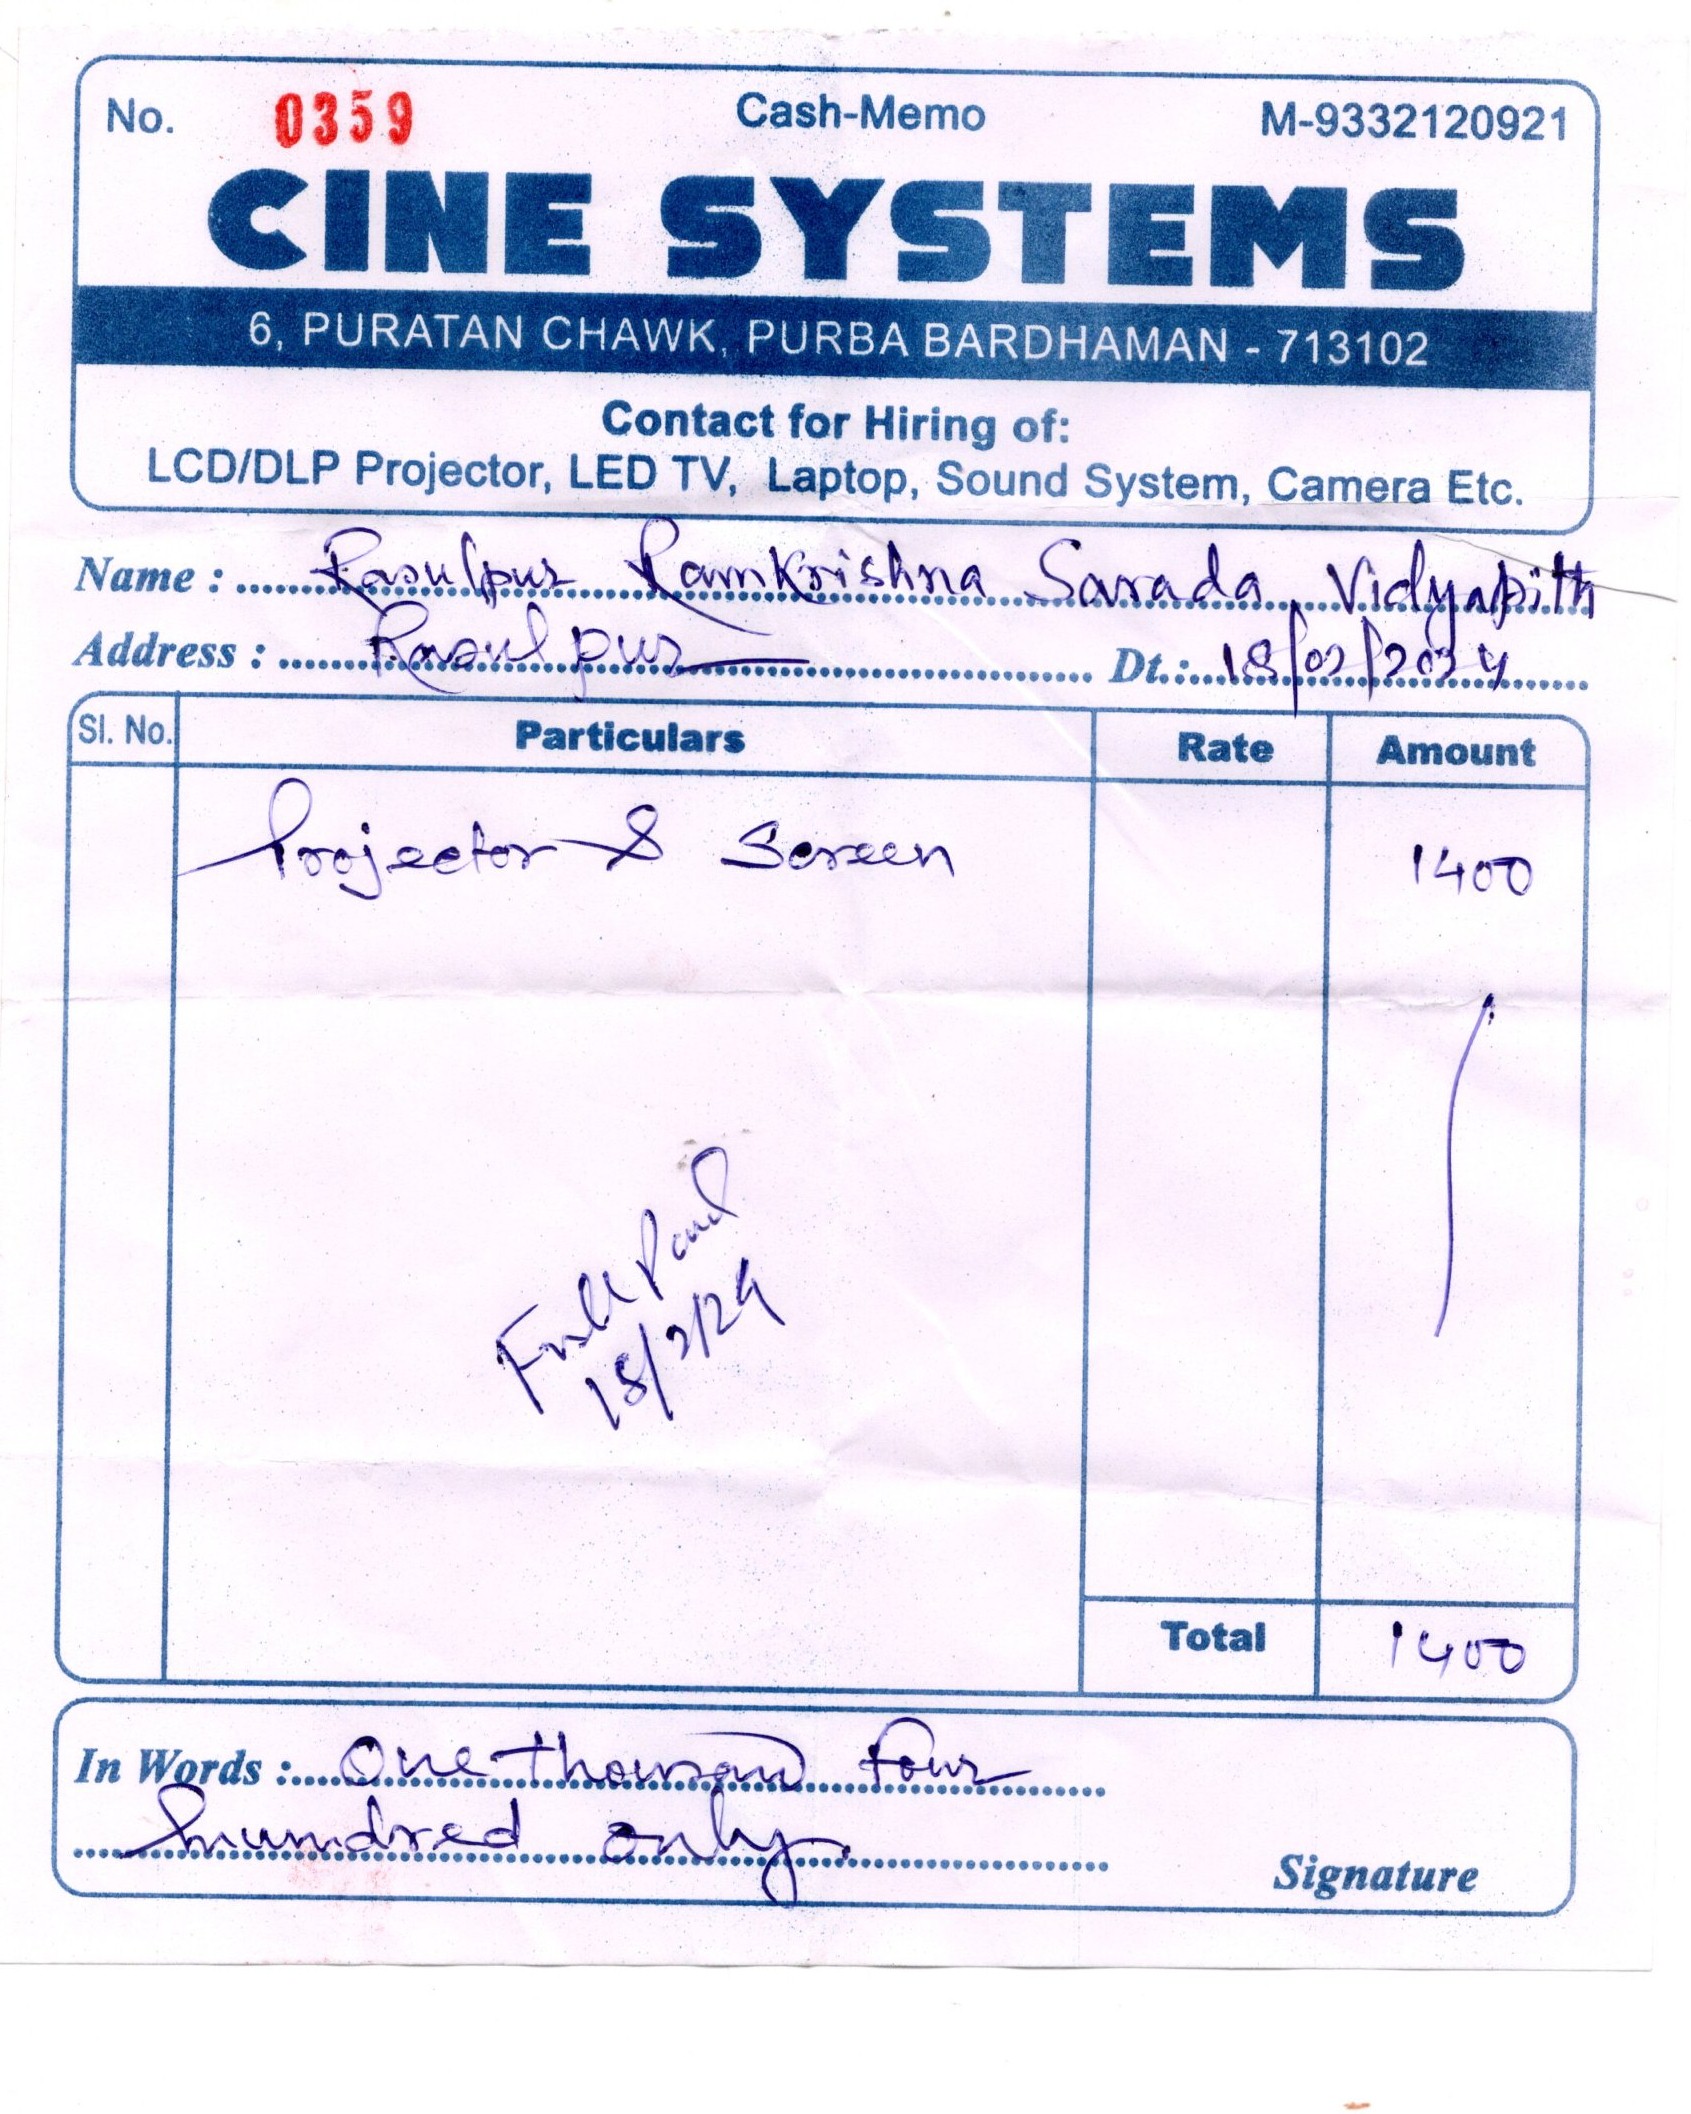 No. 0359 Cash-Memo M-9332120921
CINE SYSTEMS
6, PURATAN CHAWK, PURBA BARDHAMAN - 713102
Contact for Hiring of:
LCD/DLP Projector, LED TV, Laptop, Sound System, Camera Etc.
Name : Rasulpur Ramkrishna Sarada Vidyapith
Address : Rasulpur Dt.: 18/02/2024
Sl. No. Particulars Rate Amount
Projector & Screen 1400
Full Paid
18/2/24
Total 1400
In Words : One thousand four
hundred only.
Signature